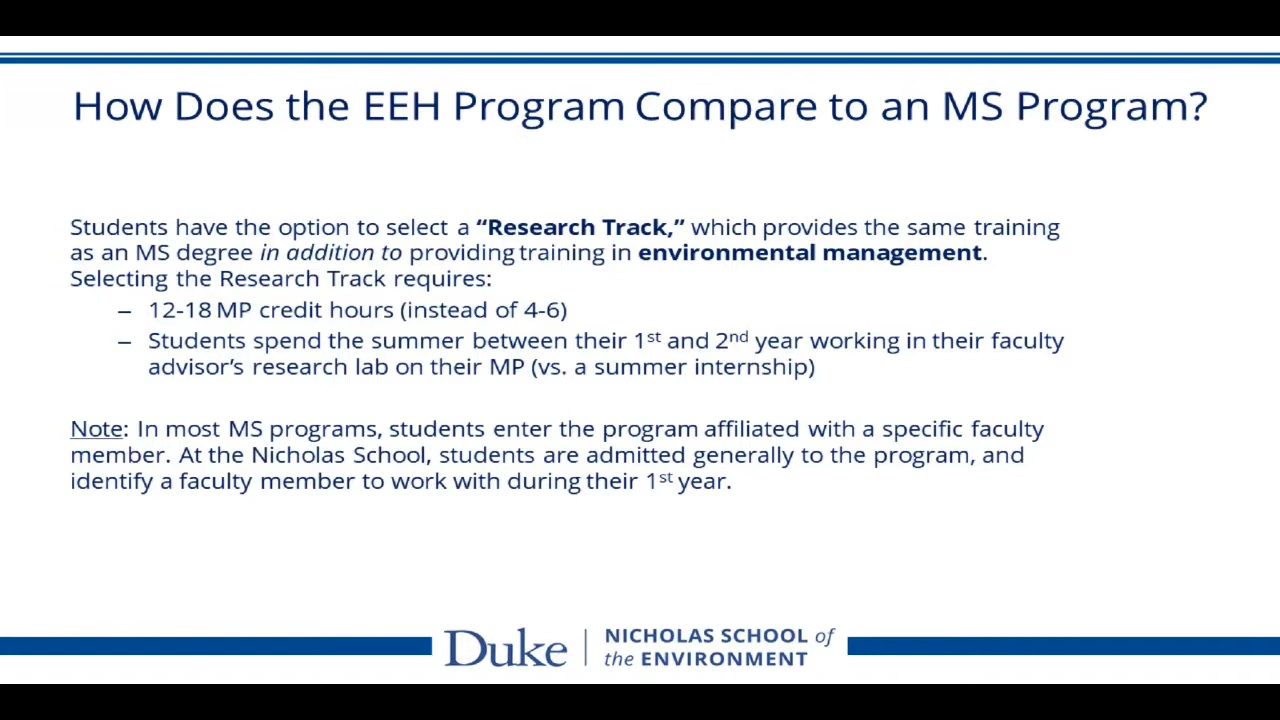 How Does the EEH Program Compare to an MS Program?
Students have the option to select a “Research Track,” which provides the same training
as an MS degree in addition to providing training in environmental management.
Selecting the Research Track requires:
– 12-18 MP credit hours (instead of 4-6)
– Students spend the summer between their 1st and 2nd year working in their faculty
advisor’s research lab on their MP (vs. a summer internship)
Note: In most MS programs, students enter the program affiliated with a specific faculty
member. At the Nicholas School, students are admitted generally to the program, and
identify a faculty member to work with during their 1st year.
Duke
NICHOLAS SCHOOL of
the ENVIRONMENT